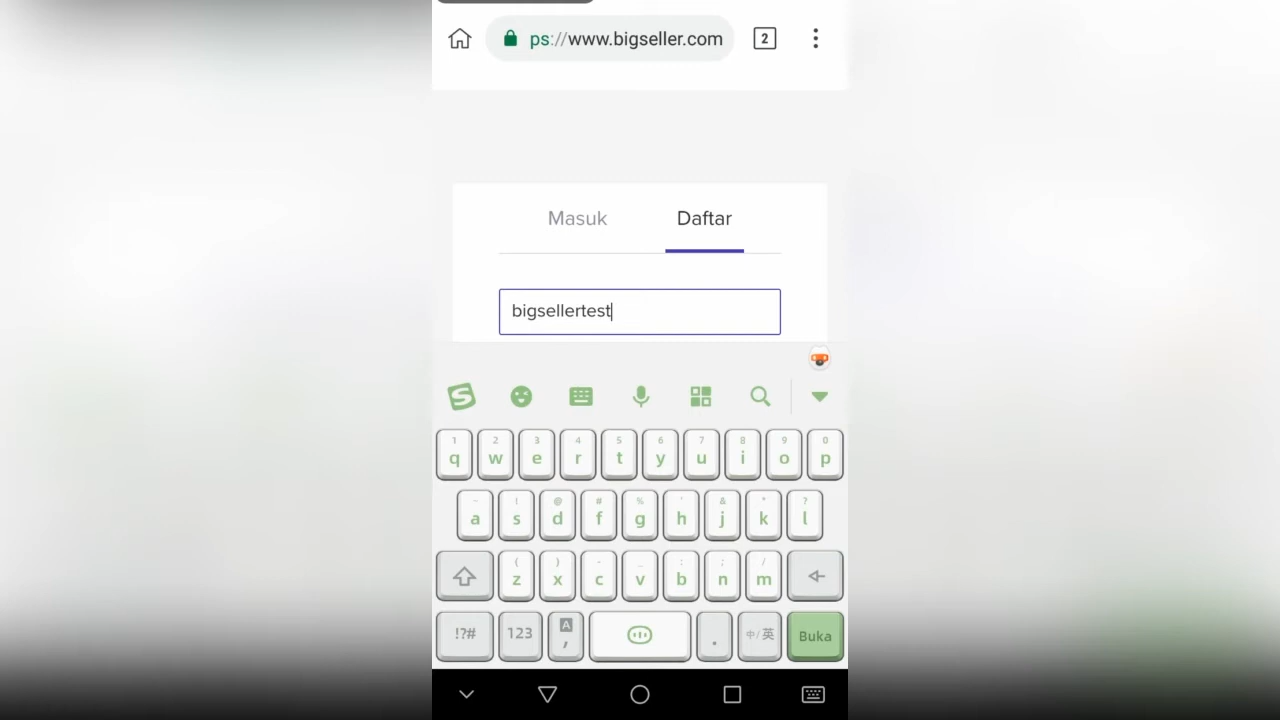 ps://www.bigseller.com
2
Masuk Daftar
bigsellertest
S
1 2 3 4 5 6 7 8 9 0
q w e r t y u i o p
~ ! @ # % ' & * ?
a s d f g h j k l
( ) - _ : ; /
z x c v b n m
!?# 123 A , . 中/英 Buka